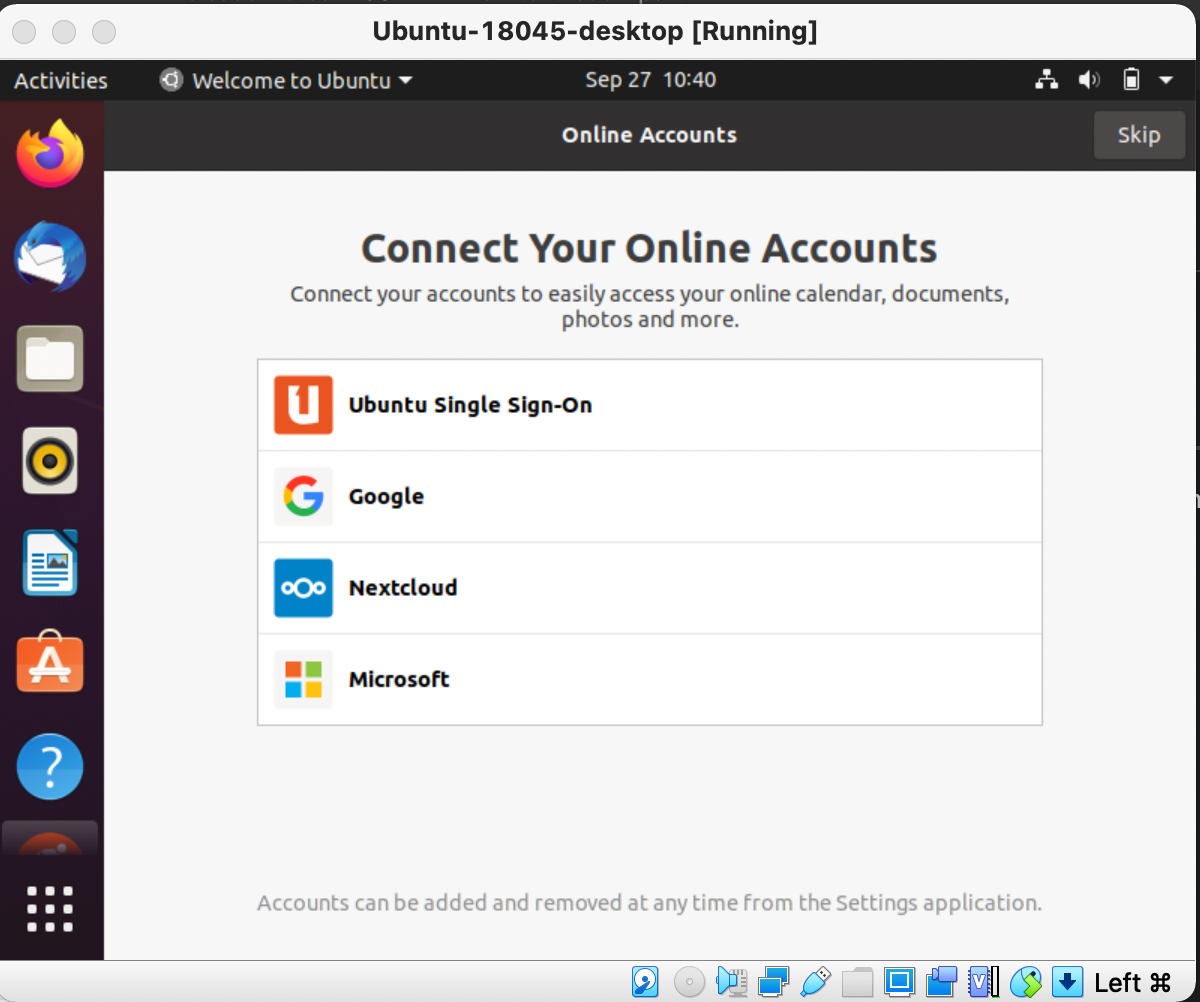 Ubuntu-18045-desktop [Running]
Activities
Welcome to Ubuntu
Sep 27 10:40
Online Accounts
Skip
Connect Your Online Accounts
Connect your accounts to easily access your online calendar, documents,
photos and more.
Ubuntu Single Sign-On
Google
Nextcloud
Microsoft
Accounts can be added and removed at any time from the Settings application.
Left ⌘